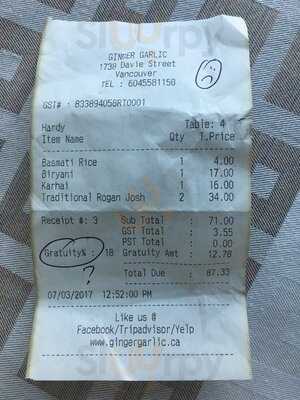 GINGER GARLIC
1739 Davie Street
Vancouver
TEL : 6045581150
GST# : 833894058RT0001
Hardy Table: 4
Item Name Qty T.Price
Basmati Rice 1 4.00
Biryani 1 17.00
Karhai 1 16.00
Traditional Rogan Josh 2 34.00
Receipt #: 3 Sub Total : 71.00
GST Total : 3.55
PST Total : 0.00
Gratuity% : 18 Gratuity Amt : 12.78
?
Total Due : 87.33
07/03/2017 12:52:00 PM
Like us @
Facebook/Tripadvisor/Yelp
www.gingergarlic.ca